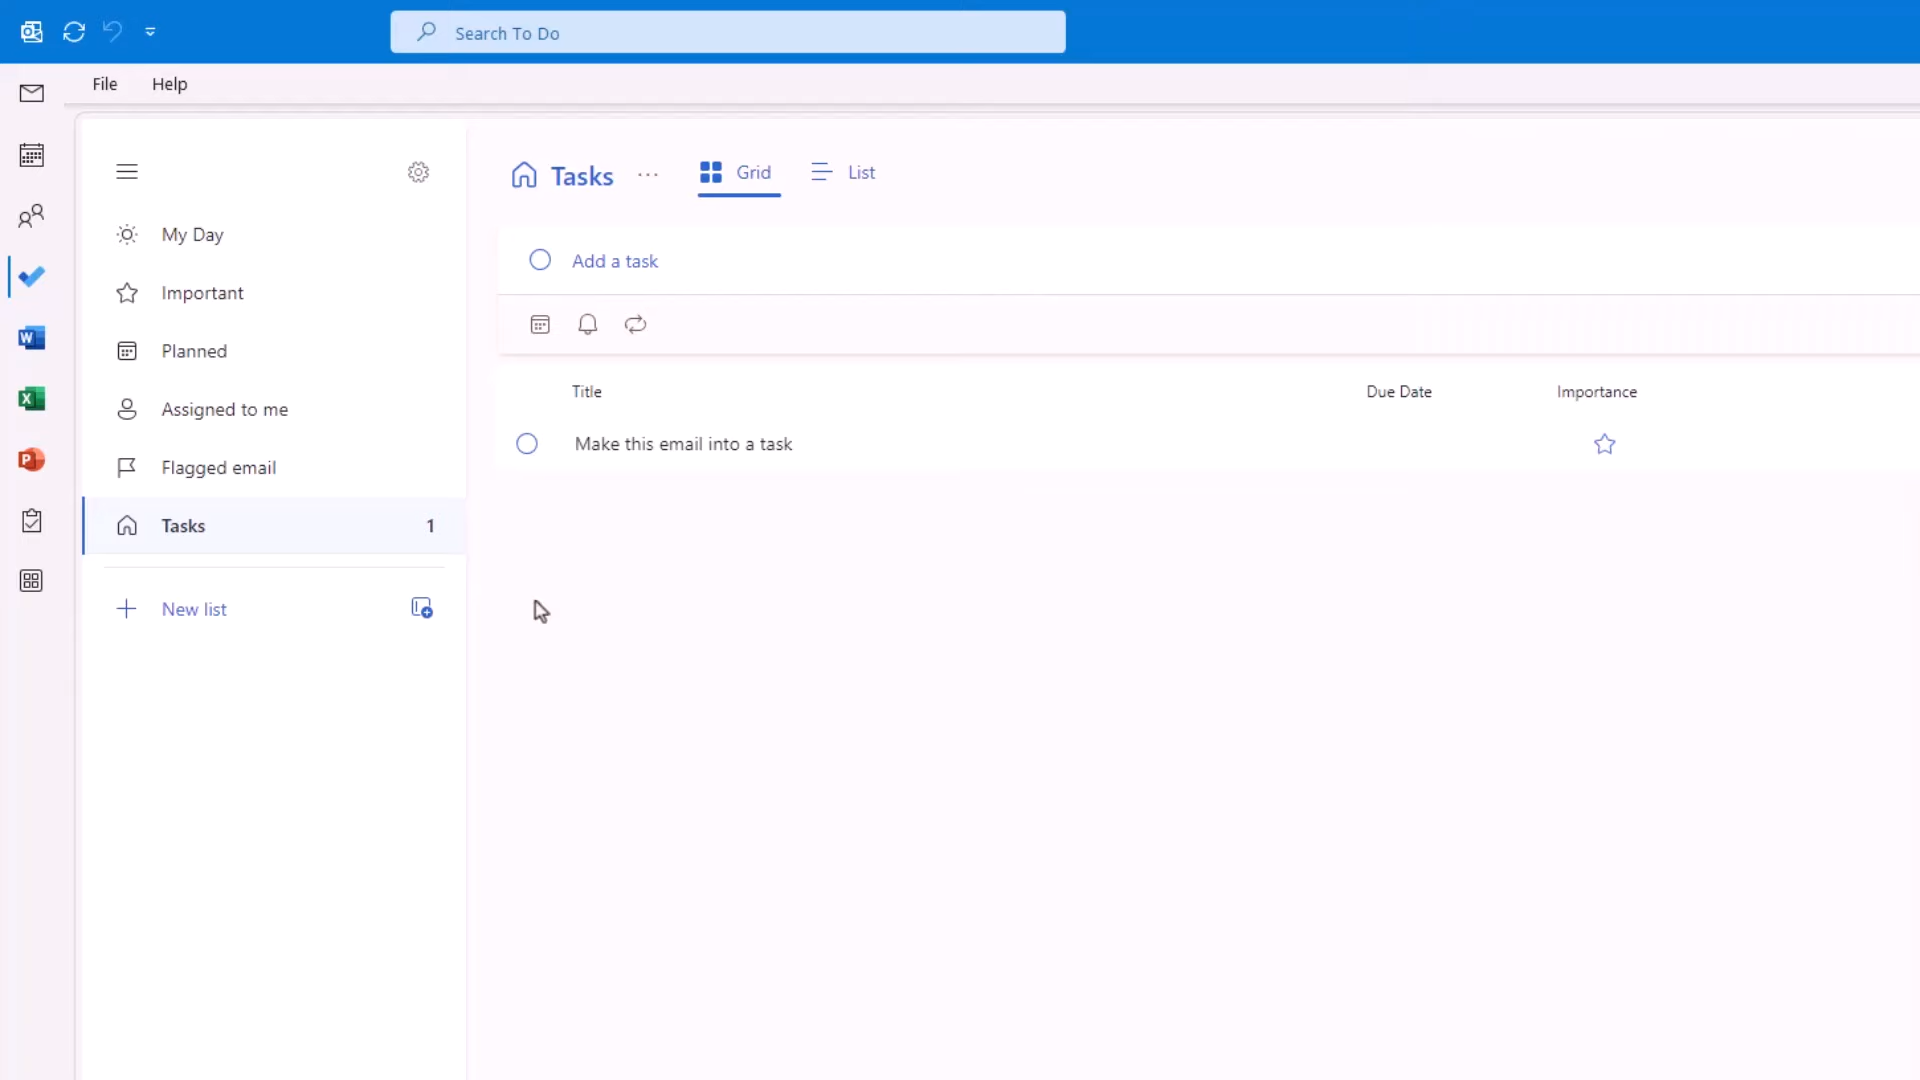 Search To Do
File Help
My Day
Important
Planned
Assigned to me
Flagged email
Tasks 1
New list
Tasks ... Grid List
Add a task
Title Due Date Importance
Make this email into a task